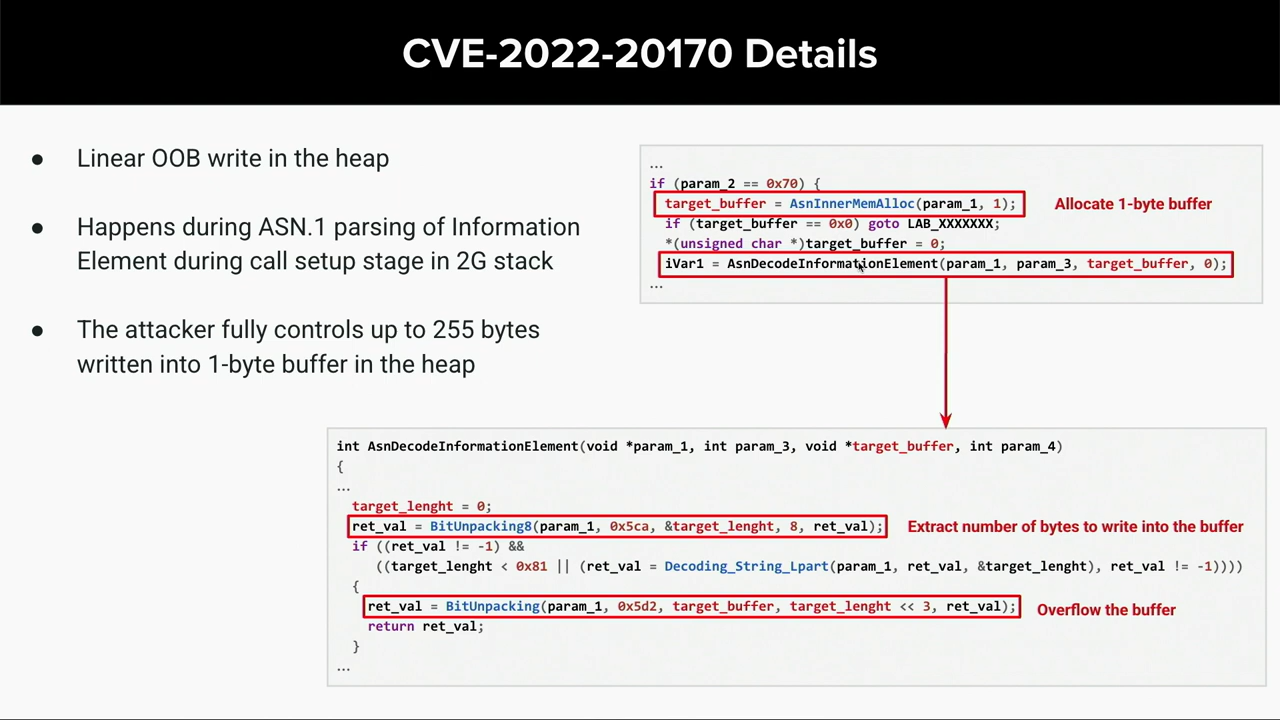 CVE-2022-20170 Details
● Linear OOB write in the heap
● Happens during ASN.1 parsing of Information
Element during call setup stage in 2G stack
● The attacker fully controls up to 255 bytes
written into 1-byte buffer in the heap
...
if (param_2 == 0x70) {
target_buffer = AsnInnerMemAlloc(param_1, 1);
Allocate 1-byte buffer
if (target_buffer == 0x0) goto LAB_XXXXXXX;
*(unsigned char *)target_buffer = 0;
iVar1 = AsnDecodeInformationElement(param_1, param_3, target_buffer, 0);
...
int AsnDecodeInformationElement(void *param_1, int param_3, void *target_buffer, int param_4)
{
...
target_lenght = 0;
ret_val = BitUnpacking8(param_1, 0x5ca, &target_lenght, 8, ret_val);
Extract number of bytes to write into the buffer
if ((ret_val != -1) &&
((target_lenght < 0x81 || (ret_val = Decoding_String_Lpart(param_1, ret_val, &target_lenght), ret_val != -1))))
{
ret_val = BitUnpacking(param_1, 0x5d2, target_buffer, target_lenght << 3, ret_val);
Overflow the buffer
return ret_val;
}
...